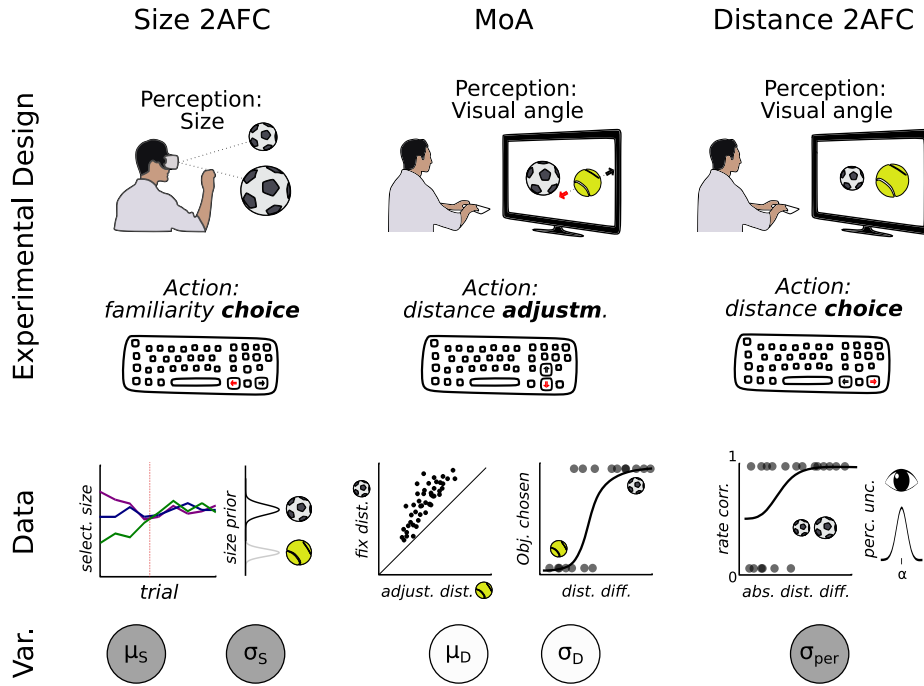 Size 2AFC
MoA
Distance 2AFC
Experimental Design
Perception:
Size
Perception:
Visual angle
Perception:
Visual angle
Action:
familiarity choice
Action:
distance adjustm.
Action:
distance choice
Data
select. size
trial
size prior
fix dist.
adjust. dist.
Obj. chosen
dist. diff.
rate corr.
1
0
abs. dist. diff.
perc. unc.
α
Var.
μS
σS
μD
σD
σper